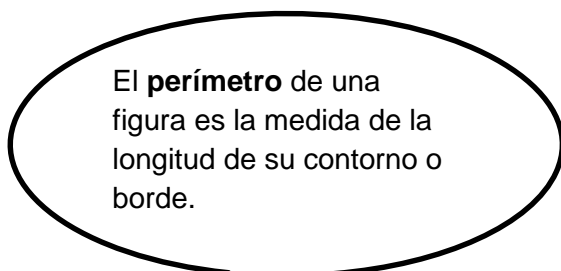 El perímetro de una
figura es la medida de la
longitud de su contorno o
borde.